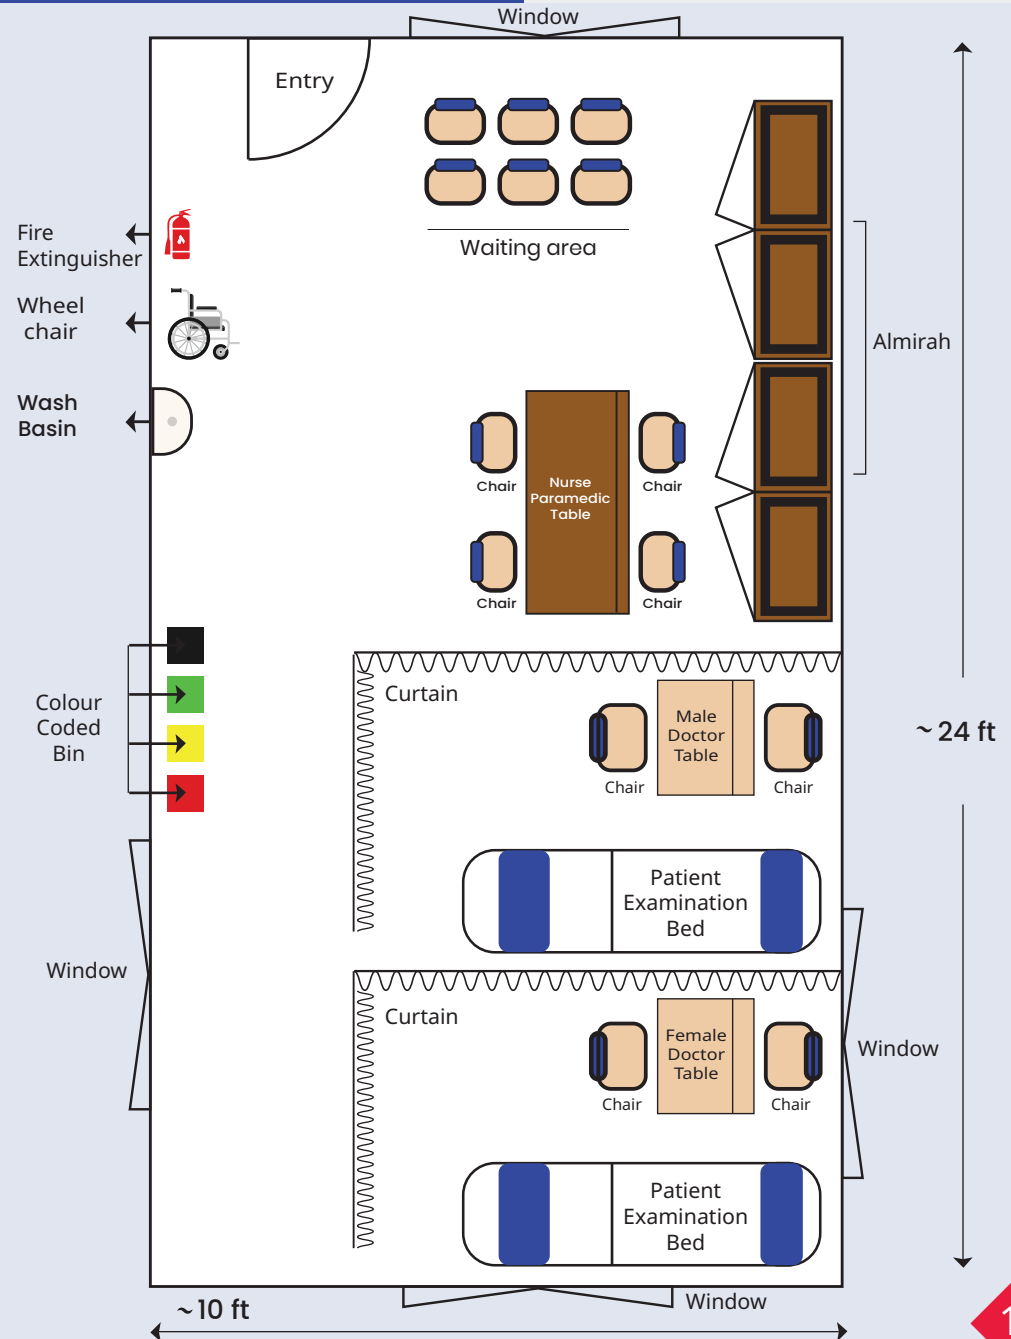 Window
Entry
Waiting area
Fire
Extinguisher
Wheel
chair
Almirah
Wash
Basin
Chair
Nurse
Paramedic
Table
Chair
Chair
Chair
Colour
Coded
Bin
Curtain
Male
Doctor
Table
~24 ft
Chair
Chair
Patient
Examination
Bed
Window
Curtain
Female
Doctor
Table
Window
Chair
Chair
Patient
Examination
Bed
~10 ft
Window